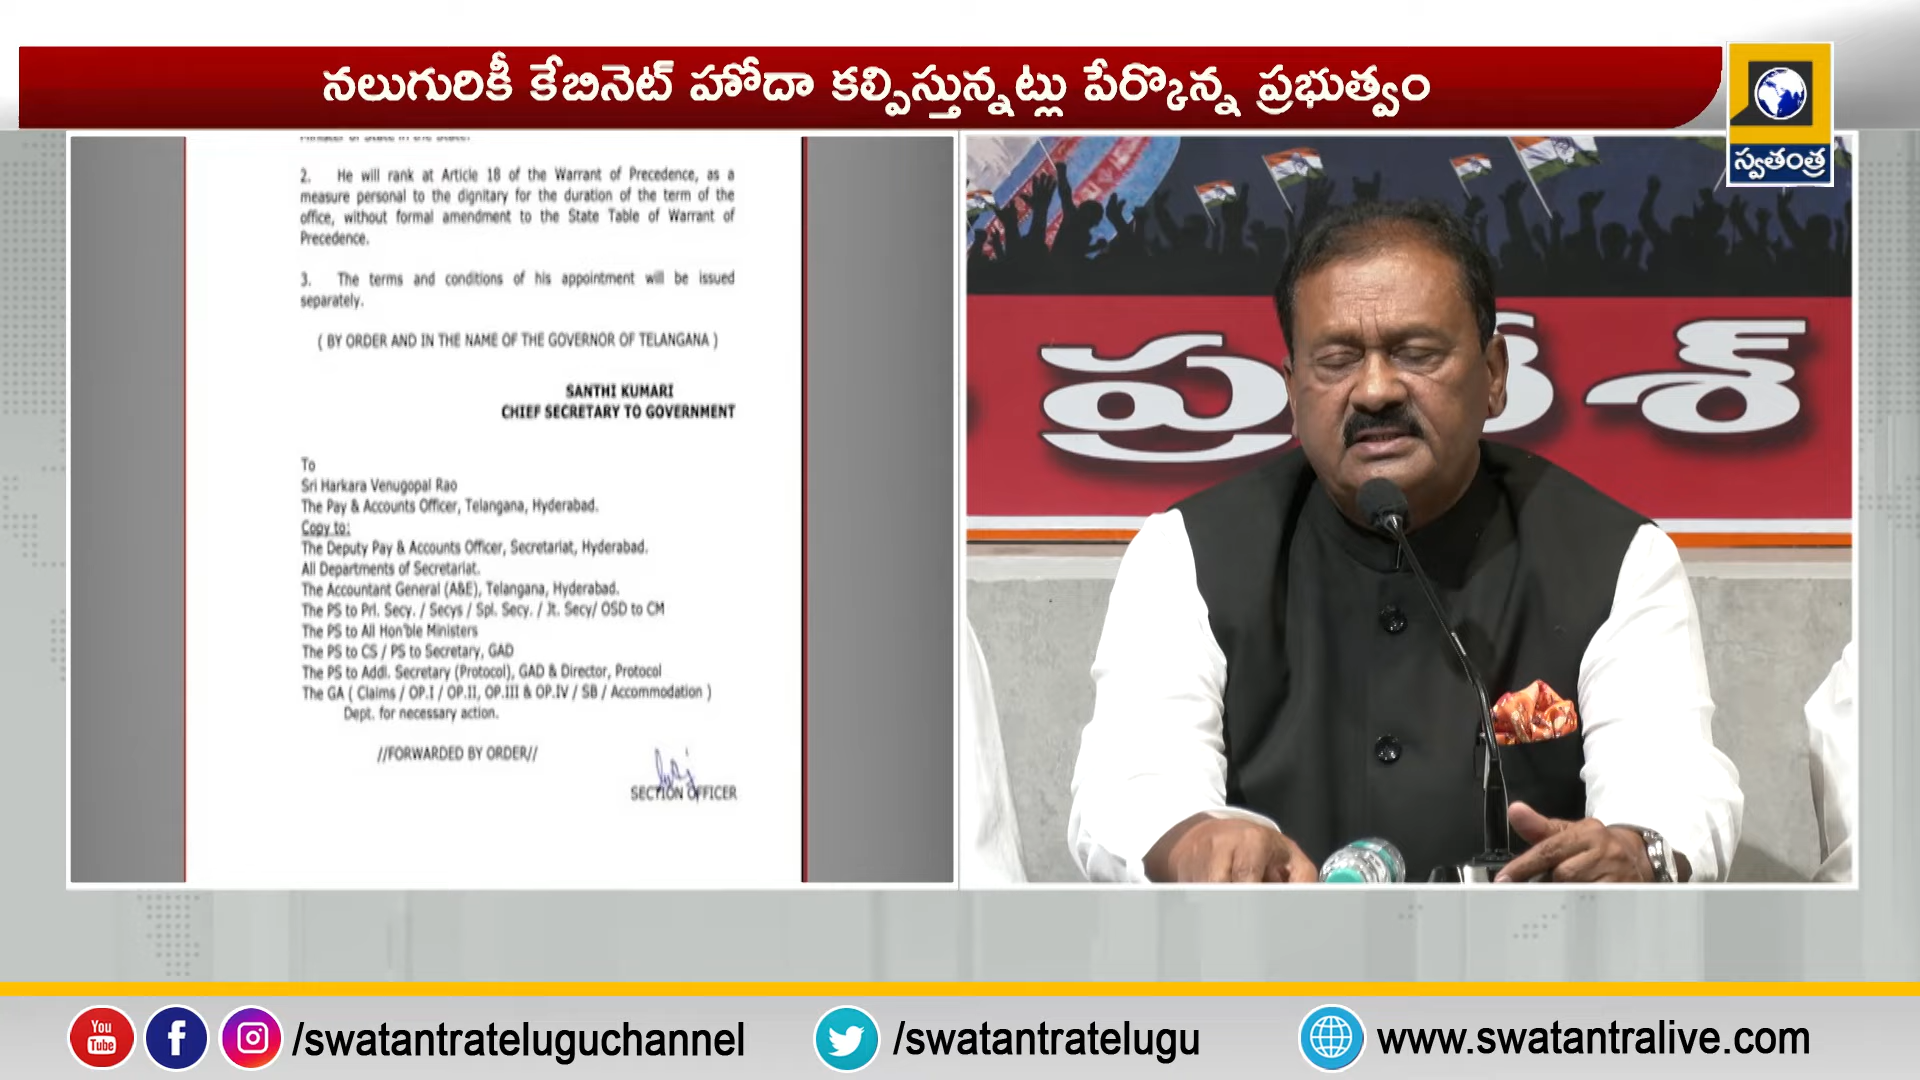 నలుగురికీ కేబినెట్ హోదా కల్పిస్తున్నట్లు పేర్కొన్న ప్రభుత్వం
స్వతంత్ర
Minister of State in the State.
2. He will rank at Article 18 of the Warrant of Precedence, as a
measure personal to the dignitary for the duration of the term of the
office, without formal amendment to the State Table of Warrant of
Precedence.
3. The terms and conditions of his appointment will be issued
separately.
( BY ORDER AND IN THE NAME OF THE GOVERNOR OF TELANGANA )
SANTHI KUMARI
CHIEF SECRETARY TO GOVERNMENT
To
Sri Harkara Venugopal Rao
The Pay & Accounts Officer, Telangana, Hyderabad.
Copy to:
The Deputy Pay & Accounts Officer, Secretariat, Hyderabad.
All Departments of Secretariat.
The Accountant General (A&E), Telangana, Hyderabad.
The PS to Prl. Secy. / Secys / Spl. Secy. / Jt. Secy/ OSD to CM
The PS to All Hon'ble Ministers
The PS to CS / PS to Secretary, GAD
The PS to Addl. Secretary (Protocol), GAD & Director, Protocol
The GA ( Claims / OP.I / OP.II, OP.III & OP.IV / SB / Accommodation )
Dept. for necessary action.
//FORWARDED BY ORDER//
SECTION OFFICER
You Tube
/swatantrateluguchannel
/swatantratelugu
www.swatantralive.com